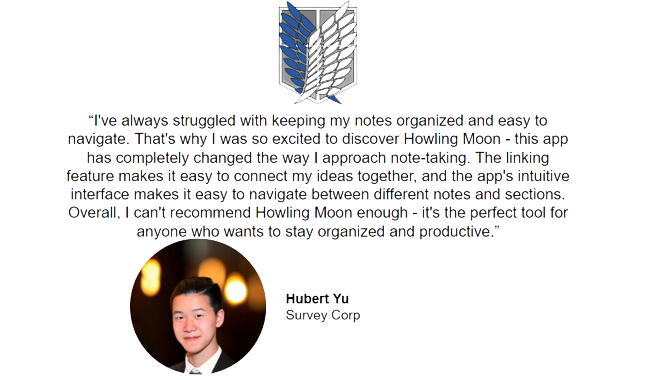 “I've always struggled with keeping my notes organized and easy to
navigate. That's why I was so excited to discover Howling Moon - this app
has completely changed the way I approach note-taking. The linking
feature makes it easy to connect my ideas together, and the app's intuitive
interface makes it easy to navigate between different notes and sections.
Overall, I can't recommend Howling Moon enough - it's the perfect tool for
anyone who wants to stay organized and productive.”
Hubert Yu
Survey Corp